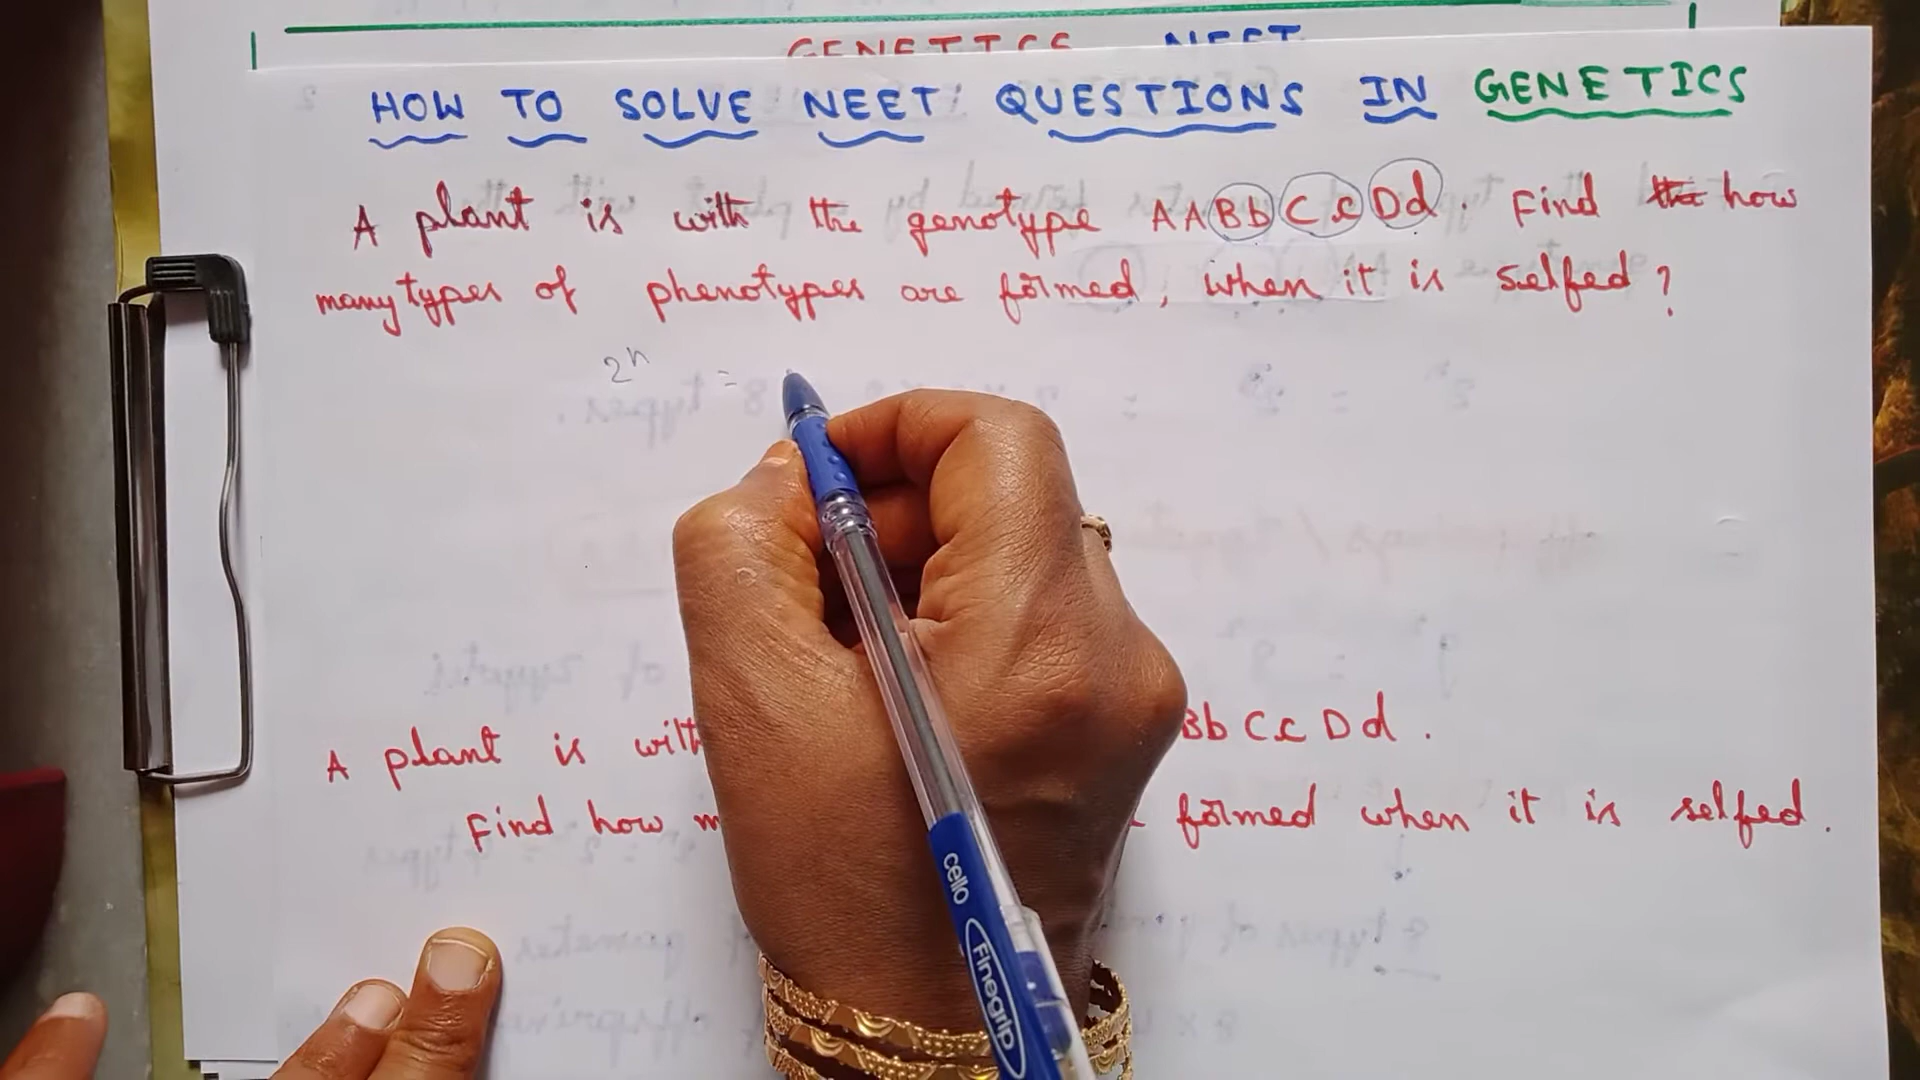 GENETICS NEET
HOW TO SOLVE NEET QUESTIONS IN GENETICS
A plant is with the genotype AABbCcDd. Find how
many types of phenotypes are formed, when it is selfed?
2ⁿ =
A plant is with Bb Cc Dd.
Find how m formed when it is selfed.
cello Finegrip